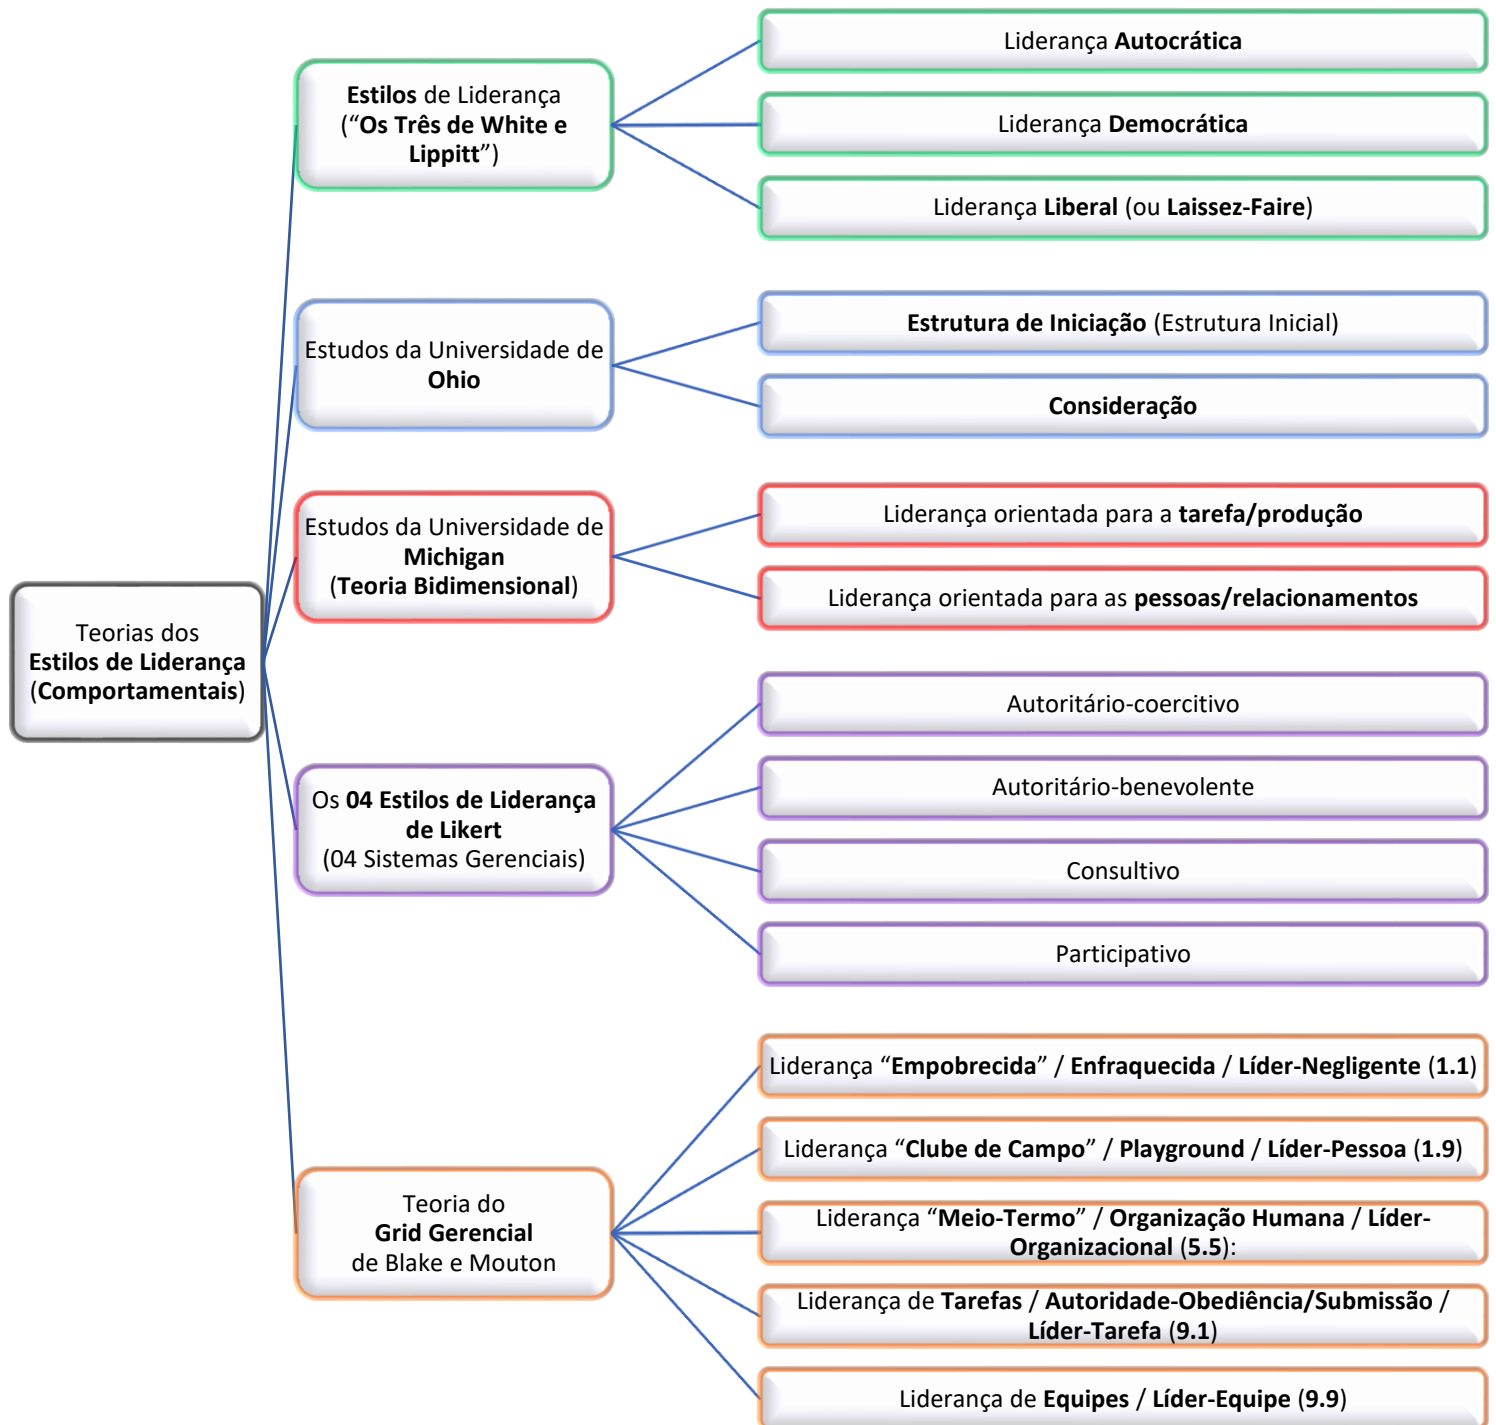 Teorias dos
Estilos de Liderança
(Comportamentais)
Estilos de Liderança
(“Os Três de White e
Lippitt”)
Liderança Autocrática
Liderança Democrática
Liderança Liberal (ou Laissez-Faire)
Estudos da Universidade de
Ohio
Estrutura de Iniciação (Estrutura Inicial)
Consideração
Estudos da Universidade de
Michigan
(Teoria Bidimensional)
Liderança orientada para a tarefa/produção
Liderança orientada para as pessoas/relacionamentos
Os 04 Estilos de Liderança
de Likert
(04 Sistemas Gerenciais)
Autoritário-coercitivo
Autoritário-benevolente
Consultivo
Participativo
Teoria do
Grid Gerencial
de Blake e Mouton
Liderança “Empobrecida” / Enfraquecida / Líder-Negligente (1.1)
Liderança “Clube de Campo” / Playground / Líder-Pessoa (1.9)
Liderança “Meio-Termo” / Organização Humana / Líder-
Organizacional (5.5):
Liderança de Tarefas / Autoridade-Obediência/Submissão /
Líder-Tarefa (9.1)
Liderança de Equipes / Líder-Equipe (9.9)